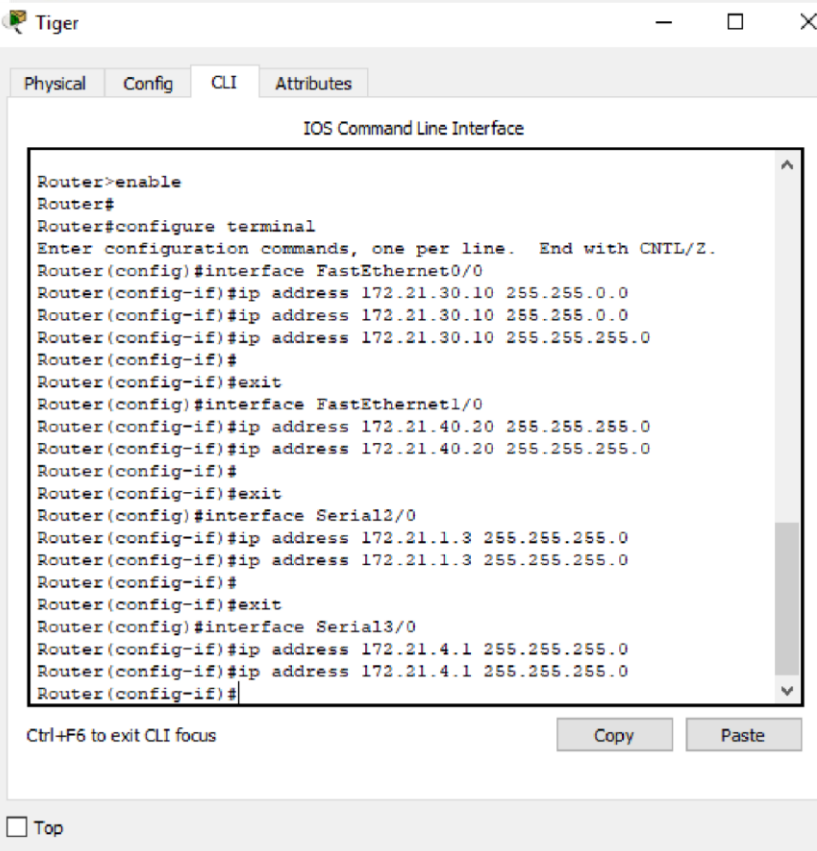 Tiger
Physical Config CLI Attributes
IOS Command Line Interface
Router>enable
Router#
Router#configure terminal
Enter configuration commands, one per line.  End with CNTL/Z.
Router(config)#interface FastEthernet0/0
Router(config-if)#ip address 172.21.30.10 255.255.0.0
Router(config-if)#ip address 172.21.30.10 255.255.0.0
Router(config-if)#ip address 172.21.30.10 255.255.255.0
Router(config-if)#
Router(config-if)#exit
Router(config)#interface FastEthernet1/0
Router(config-if)#ip address 172.21.40.20 255.255.255.0
Router(config-if)#ip address 172.21.40.20 255.255.255.0
Router(config-if)#
Router(config-if)#exit
Router(config)#interface Serial2/0
Router(config-if)#ip address 172.21.1.3 255.255.255.0
Router(config-if)#ip address 172.21.1.3 255.255.255.0
Router(config-if)#
Router(config-if)#exit
Router(config)#interface Serial3/0
Router(config-if)#ip address 172.21.4.1 255.255.255.0
Router(config-if)#ip address 172.21.4.1 255.255.255.0
Router(config-if)#
Ctrl+F6 to exit CLI focus Copy Paste
Top